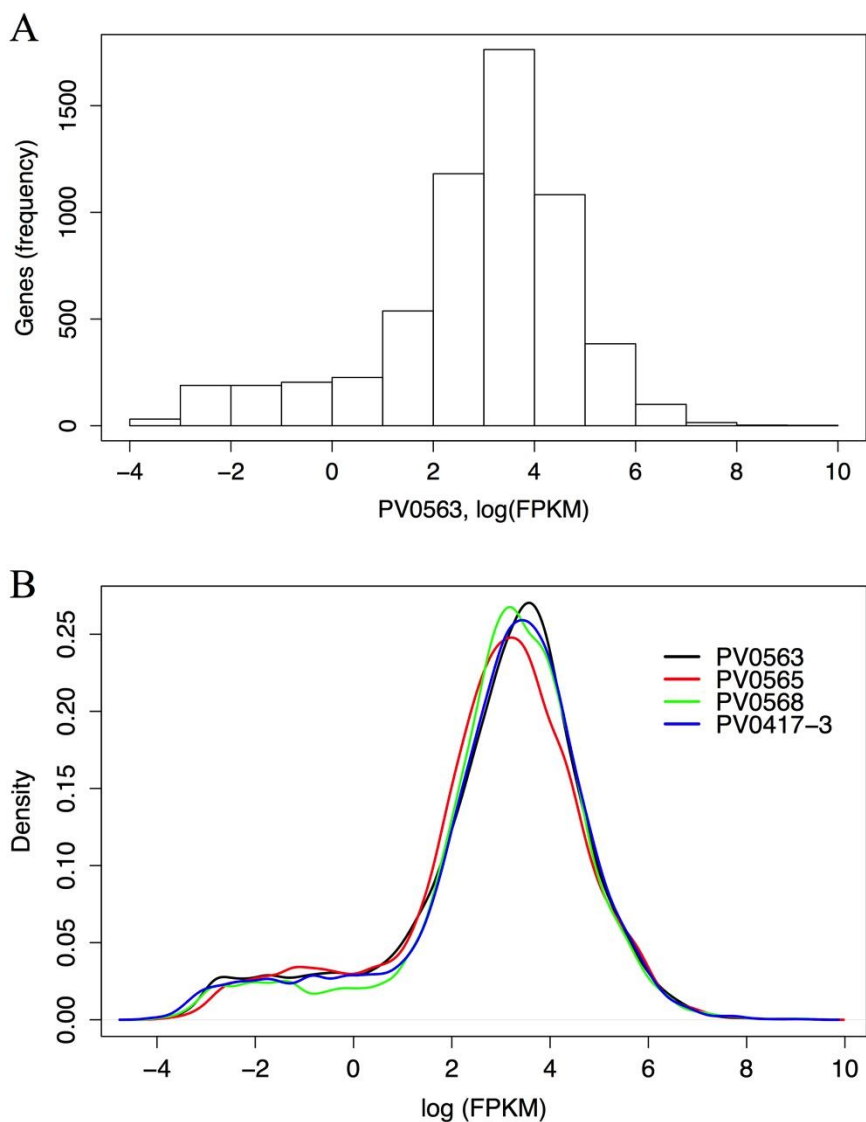 A
Genes (frequency)
1500
1000
500
0
−4 −2 0 2 4 6 8 10
PV0563, log(FPKM)
B
Density
0.25
0.20
0.15
0.10
0.05
0.00
PV0563
PV0565
PV0568
PV0417−3
−4 −2 0 2 4 6 8 10
log (FPKM)